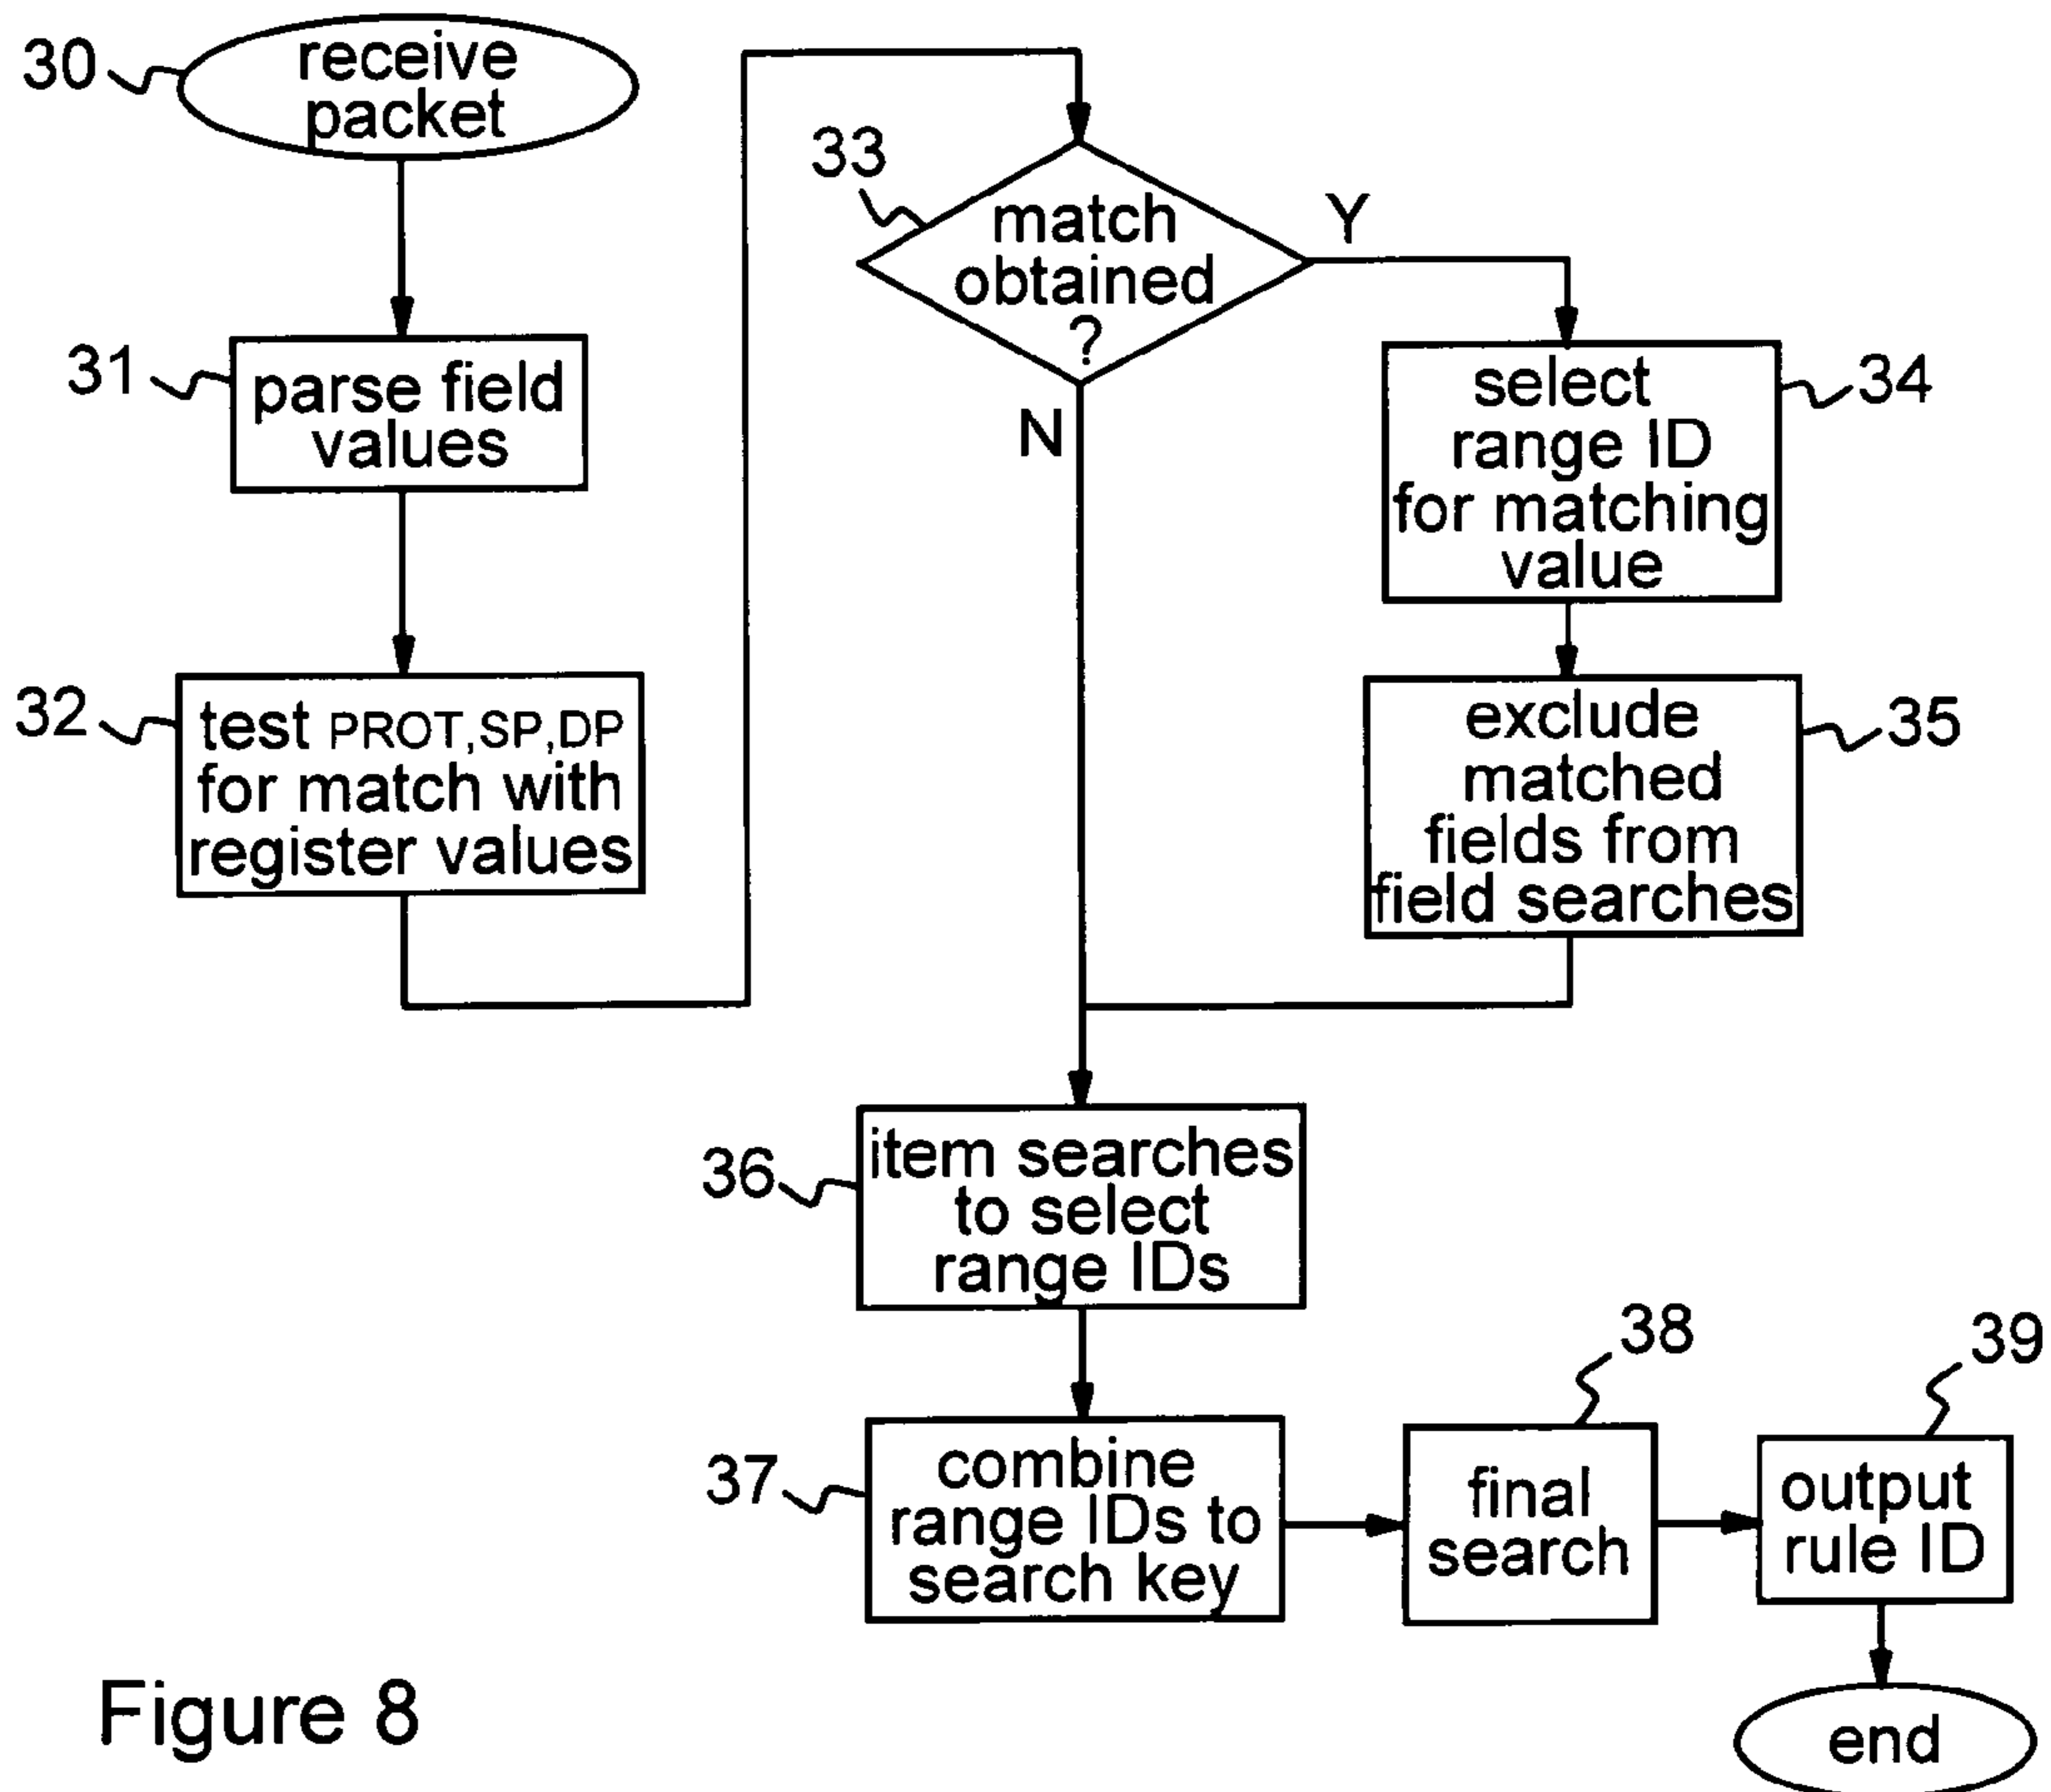 30
receive
packet
31
parse field
values
32
test PROT,SP,DP
for match with
register values
33
match
obtained
?
Y
N
34
select
range ID
for matching
value
35
exclude
matched
fields from
field searches
36
item searches
to select
range IDs
37
combine
range IDs to
search key
38
final
search
39
output
rule ID
end
Figure 8